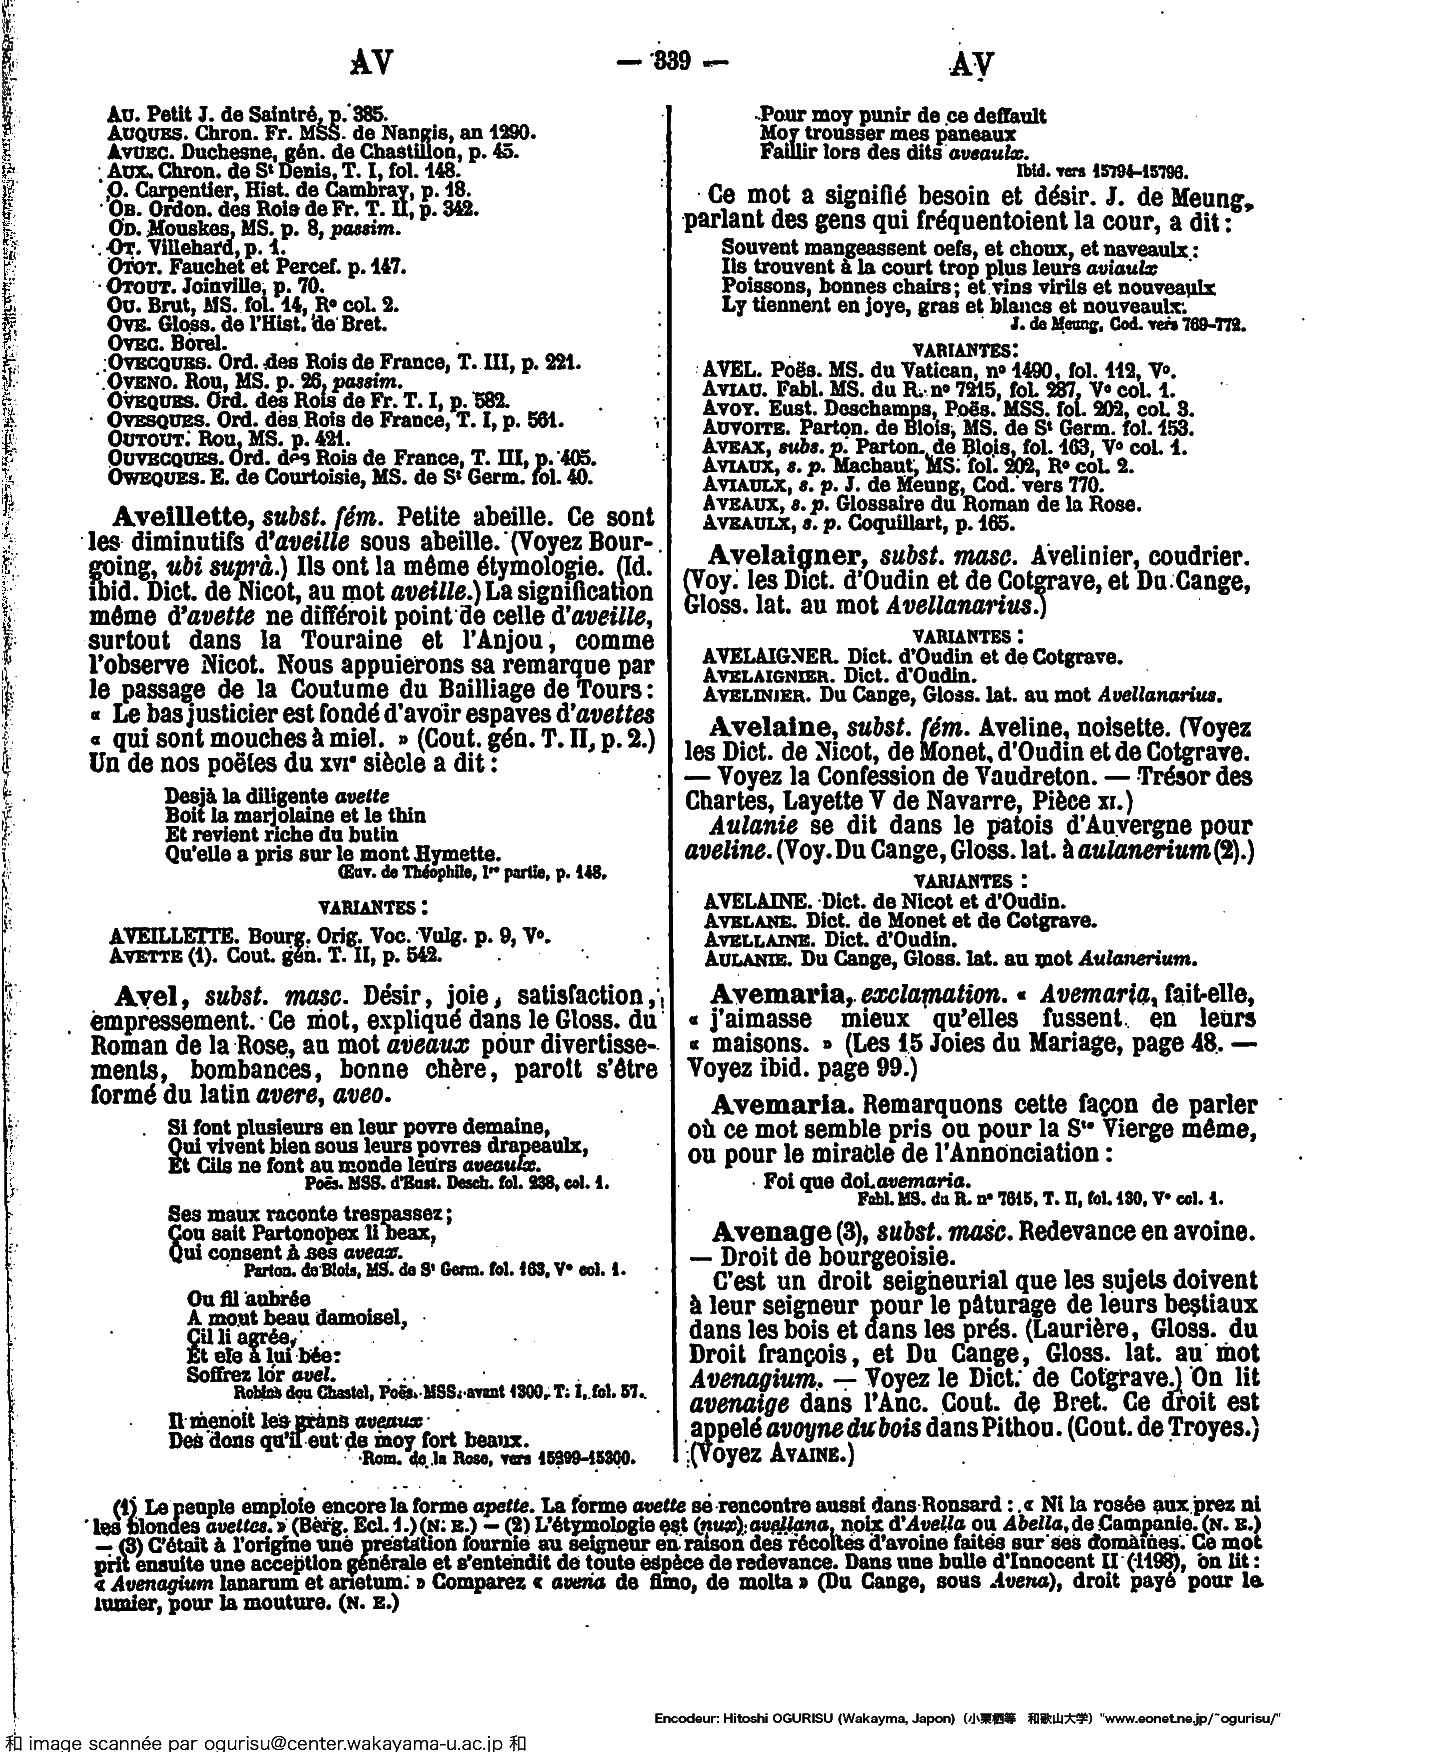 AV — 339 — AV
AU. Petit J. de Saintré, p. 385.
AUQUES. Chron. Fr. MSS. de Nangis, an 1290.
AVUEC. Duchesne, gén. de Chastillon, p. 45.
AUX. Chron. de St Denis, T. I, fol. 148.
O. Carpentier, Hist. de Cambray, p. 18.
OB. Ordon. des Rois de Fr. T. II, p. 342.
OD. Mouskes, MS. p. 8, passim.
OT. Villehard, p. 1.
OTOT. Fauchet et Percef. p. 147.
OTOUT. Joinville, p. 70.
OU. Brut, MS. fol. 14, Ro col. 2.
OVE. Gloss. de l'Hist. de Bret.
OVEC. Borel.
OVECQUES. Ord. des Rois de France, T. III, p. 221.
OVENO. Rou, MS. p. 26, passim.
OVEQUES. Ord. des Rois de Fr. T. I, p. 582.
OVESQUES. Ord. des Rois de France, T. I, p. 561.
OUTOUT. Rou, MS. p. 421.
OUVECQUES. Ord. des Rois de France, T. III, p. 405.
OWEQUES. E. de Courtoisie, MS. de St Germ. fol. 40.
Aveillette, subst. fém. Petite abeille. Ce sont
les diminutifs d'aveille sous abeille. (Voyez Bour-
going, ubi suprà.) Ils ont la même étymologie. (Id.
ibid. Dict. de Nicot, au mot aveille.) La signification
même d'avette ne différoit point de celle d'aveille,
surtout dans la Touraine et l'Anjou, comme
l'observe Nicot. Nous appuierons sa remarque par
le passage de la Coutume du Bailliage de Tours :
« Le bas justicier est fondé d'avoir espaves d'avettes
« qui sont mouches à miel. » (Cout. gén. T. II, p. 2.)
Un de nos poëtes du XVIe siècle a dit :
Desjà la diligente avette
Boit la marjolaine et le thin
Et revient riche du butin
Qu'elle a pris sur le mont Hymette.
Œuv. de Théophile, Ire partie, p. 148.
VARIANTES :
AVEILLETTE. Bourg. Orig. Voc. Vulg. p. 9, Vo.
AVETTE (1). Cout. gén. T. II, p. 542.
Avel, subst. masc. Désir, joie, satisfaction,
empressement. Ce mot, expliqué dans le Gloss. du
Roman de la Rose, au mot aveaux pour divertisse-
ments, bombances, bonne chère, paroît s'être
formé du latin avere, aveo.
Si font plusieurs en leur povre demaine,
Qui vivent bien sous leurs povres drapeaulx,
Et Cils ne font au monde leurs aveaulx.
Poës. MSS. d'Eust. Desch. fol. 238, col. 1.
Ses maux raconte trespassez ;
Çou sait Partonopex li beax,
Qui consent à ses aveax.
Parton. de Blois, MS. de St Germ. fol. 163, Vo col. 1.
Ou fil aubrée
A mout beau damoisel,
Cil li agrée,
Et ele à lui bée :
Soffrez lor avel.
Robins dou Chastel, Poës. MSS. avant 1300, T. I, fol. 57.
Il menoit les grans aveaux
Des dons qu'il eut de moy fort beaux.
Rom. de la Rose, vers 15299-15300.
Pour moy punir de ce deffault
Moy trousser mes paneaux
Faillir lors des dits aveaulx.
Ibid. vers 15794-15796.
Ce mot a signifié besoin et désir. J. de Meung,
parlant des gens qui fréquentoient la cour, a dit :
Souvent mangeassent oefs, et choux, et naveaulx :
Ils trouvent à la court trop plus leurs aviaulx
Poissons, bonnes chairs ; et vins virils et nouveaulx
Ly tiennent en joye, gras et blancs et nouveaulx.
J. de Meung, Cod. vers 769-772.
VARIANTES :
AVEL. Poës. MS. du Vatican, no 1490, fol. 112, Vo.
AVIAU. Fabl. MS. du R. no 7215, fol. 287, Vo col. 1.
AVOY. Eust. Deschamps, Poës. MSS. fol. 202, col. 3.
AUVOITE. Parton. de Blois, MS. de St Germ. fol. 153.
AVEAX, subs. p. Parton. de Blois, fol. 163, Vo col. 1.
AVIAUX, s. p. Machaut, MS. fol. 202, Ro col. 2.
AVIAULX, s. p. J. de Meung, Cod. vers 770.
AVEAUX, s. p. Glossaire du Roman de la Rose.
AVEAULX, s. p. Coquillart, p. 165.
Avelaigner, subst. masc. Avelinier, coudrier.
(Voy. les Dict. d'Oudin et de Cotgrave, et Du Cange,
Gloss. lat. au mot Avellanarius.)
VARIANTES :
AVELAIGNER. Dict. d'Oudin et de Cotgrave.
AVELAIGNIER. Dict. d'Oudin.
AVELINIER. Du Cange, Gloss. lat. au mot Avellanarius.
Avelaine, subst. fém. Aveline, noisette. (Voyez
les Dict. de Nicot, de Monet, d'Oudin et de Cotgrave.
— Voyez la Confession de Vaudreton. — Trésor des
Chartes, Layette V de Navarre, Pièce XI.)
Aulanie se dit dans le patois d'Auvergne pour
aveline. (Voy. Du Cange, Gloss. lat. à aulanerium (2).)
VARIANTES :
AVELAINE. Dict. de Nicot et d'Oudin.
AVELANE. Dict. de Monet et de Cotgrave.
AVELLAINE. Dict. d'Oudin.
AULANIE. Du Cange, Gloss. lat. au mot Aulanerium.
Avemaria, exclamation. « Avemaria, fait-elle,
« j'aimasse mieux qu'elles fussent en leurs
« maisons. » (Les 15 Joies du Mariage, page 48. —
Voyez ibid. page 99.)
Avemaria. Remarquons cette façon de parler
où ce mot semble pris ou pour la Ste Vierge même,
ou pour le miracle de l'Annonciation :
Foi que doi avemaria.
Fabl. MS. du R. no 7615, T. II, fol. 130, Vo col. 1.
Avenage (3), subst. masc. Redevance en avoine.
— Droit de bourgeoisie.
C'est un droit seigneurial que les sujets doivent
à leur seigneur pour le pâturage de leurs bestiaux
dans les bois et dans les prés. (Laurière, Gloss. du
Droit françois, et Du Cange, Gloss. lat. au mot
Avenagium. — Voyez le Dict. de Cotgrave.) On lit
avenaige dans l'Anc. Cout. de Bret. Ce droit est
appelé avoyne du bois dans Pithou. (Cout. de Troyes.)
(Voyez AVAINE.)
(1) Le peuple emploie encore la forme apette. La forme avette se rencontre aussi dans Ronsard : « Ni la rosée aux prez ni
les blondes avettes. » (Berg. Ecl. 1.) (N. E.) — (2) L'étymologie est (nux) avellana, noix d'Avella ou Abella, de Campanie. (N. E.)
— (3) C'était à l'origine une prestation fournie au seigneur en raison des récoltes d'avoine faites sur ses domaines. Ce mot
prit ensuite une acception générale et s'entendit de toute espèce de redevance. Dans une bulle d'Innocent II (1198), on lit :
« Avenagium lanarum et arietum. » Comparez « avena de fimo, de molta » (Du Cange, sous Avena), droit payé pour le
fumier, pour la mouture. (N. E.)
Encodeur: Hitoshi OGURISU (Wakayma, Japon) (小栗栖等 和歌山大学) "www.eonet.ne.jp/~ogurisu/"
和 image scannée par ogurisu@center.wakayama-u.ac.jp 和